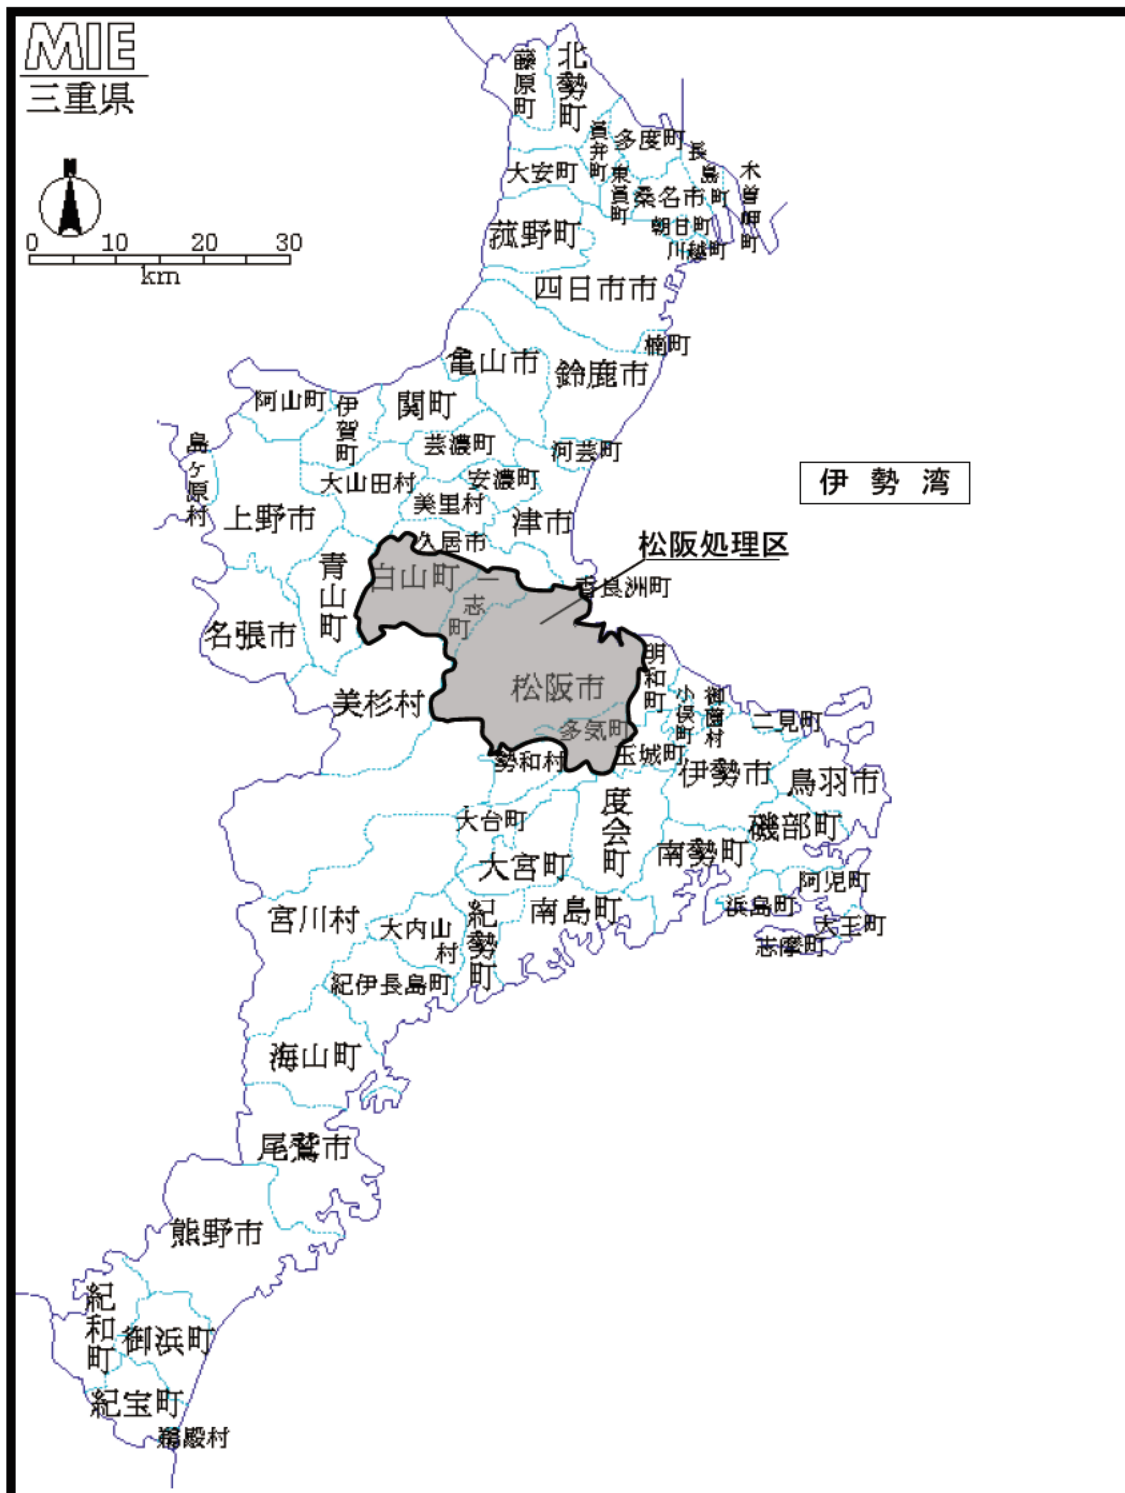 MIE
三重県
N
0 10 20 30
km
藤原町
北勢町
員弁町
多度町
長島町
木曽岬町
大安町
東員町
桑名市
朝日町
川越町
菰野町
四日市市
楠町
亀山市
鈴鹿市
阿山町
伊賀町
関町
芸濃町
河芸町
島ヶ原村
大山田村
安濃町
美里村
上野市
津市
伊勢湾
久居市
松阪処理区
青山町
白山町
一志町
香良洲町
名張市
美杉村
松阪市
明和町
小俣町
御薗村
二見町
多気町
勢和村
玉城町
伊勢市
鳥羽市
大台町
度会町
磯部町
大宮町
南勢町
阿児町
宮川村
大内山村
紀勢町
南島町
浜島町
大王町
志摩町
紀伊長島町
海山町
尾鷲市
熊野市
紀和町
御浜町
紀宝町
鵜殿村